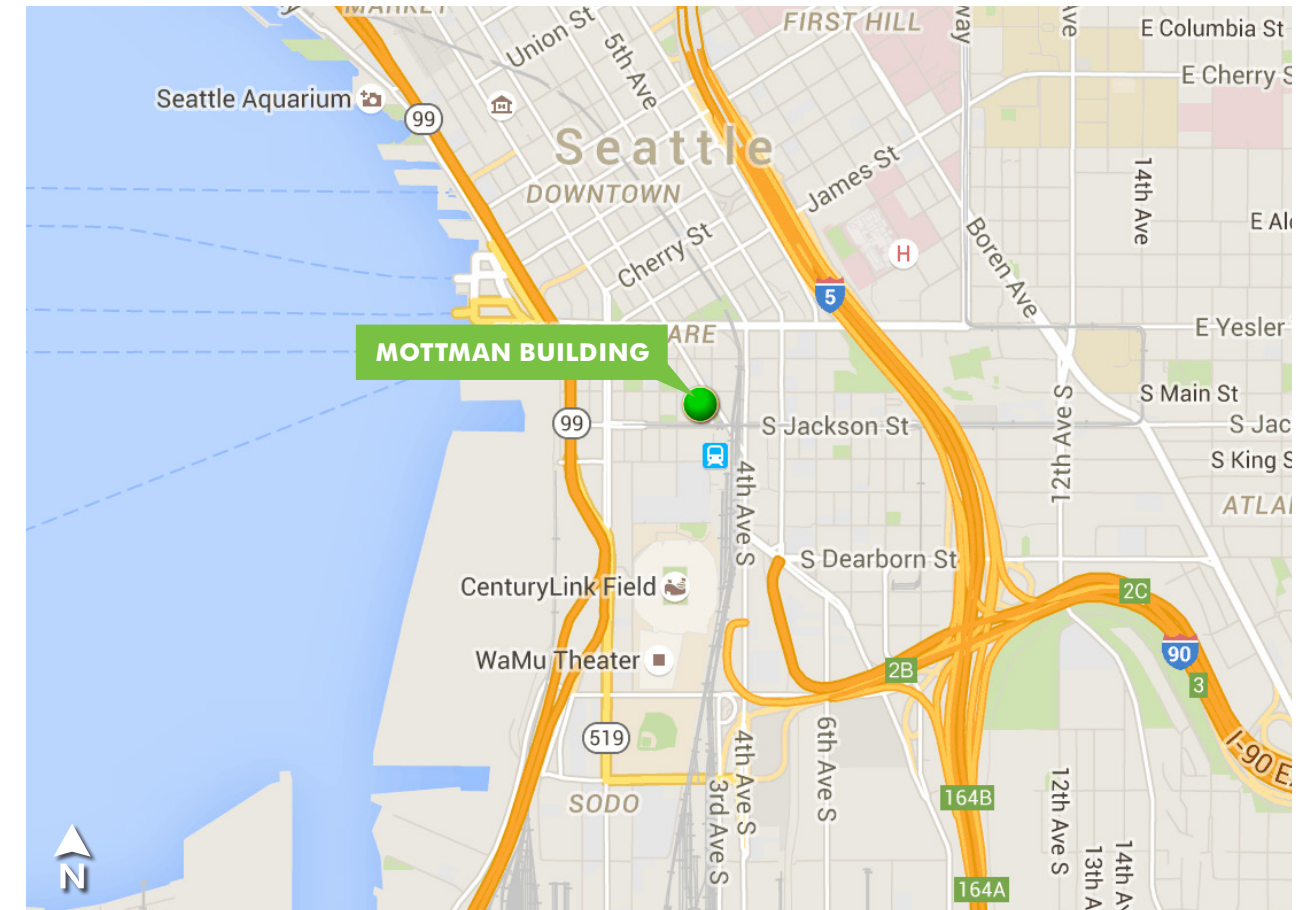 MARKET
Union St
5th Ave
FIRST HILL
way
Ave
E Columbia St
E Cherry S
Seattle Aquarium
99
Seattle
DOWNTOWN
James St
14th Ave
E Al
Cherry St
H
Boren Ave
5
ARE
E Yesler
MOTTMAN BUILDING
S Main St
99
S Jackson St
12th Ave S
S Jac
S King S
4th Ave S
ATLA
S Dearborn St
CenturyLink Field
2C
WaMu Theater
2B
90
3
519
4th Ave S
6th Ave S
I-90 E
SODO
3rd Ave S
164B
12th Ave S
13th A
14th Av
164A
N